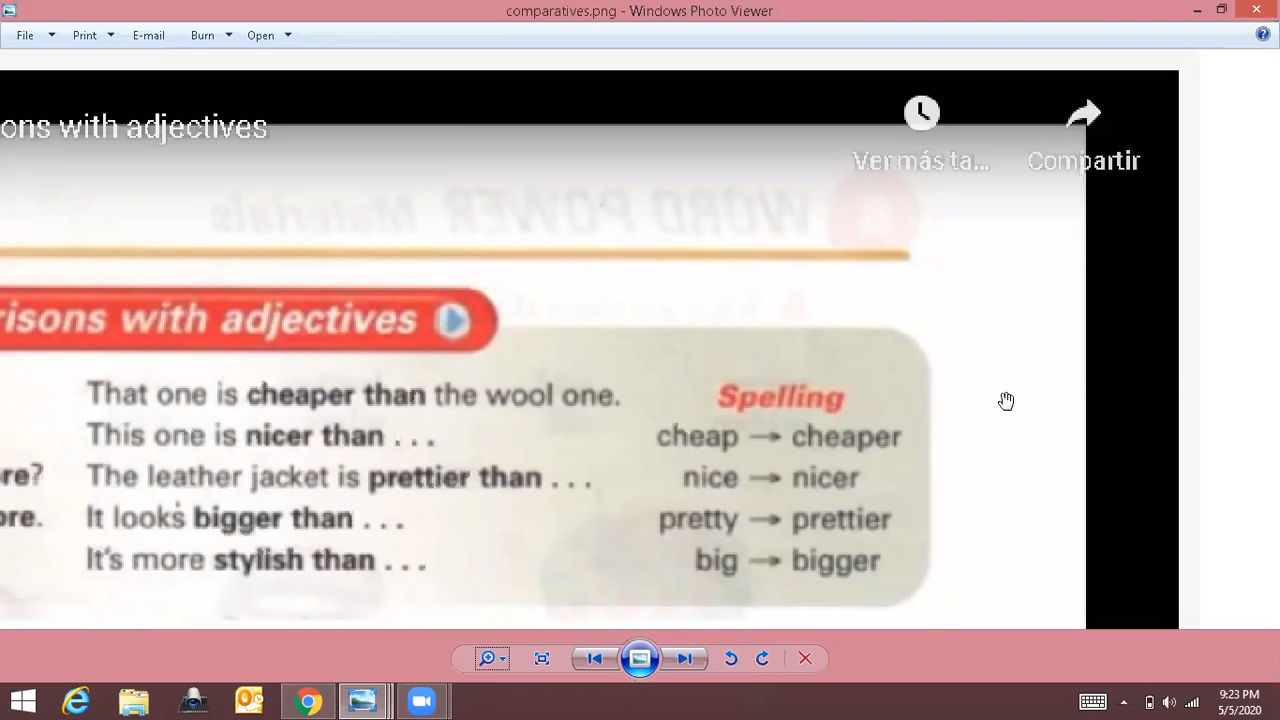 comparatives.png - Windows Photo Viewer
File Print E-mail Burn Open
ons with adjectives
Ver más ta...
Compartir
WORD POWER Materials
risons with adjectives
That one is cheaper than the wool one.
This one is nicer than . . .
re? The leather jacket is prettier than . . .
ore. It looks bigger than . . .
It's more stylish than . . .
Spelling
cheap → cheaper
nice → nicer
pretty → prettier
big → bigger
9:23 PM
5/5/2020